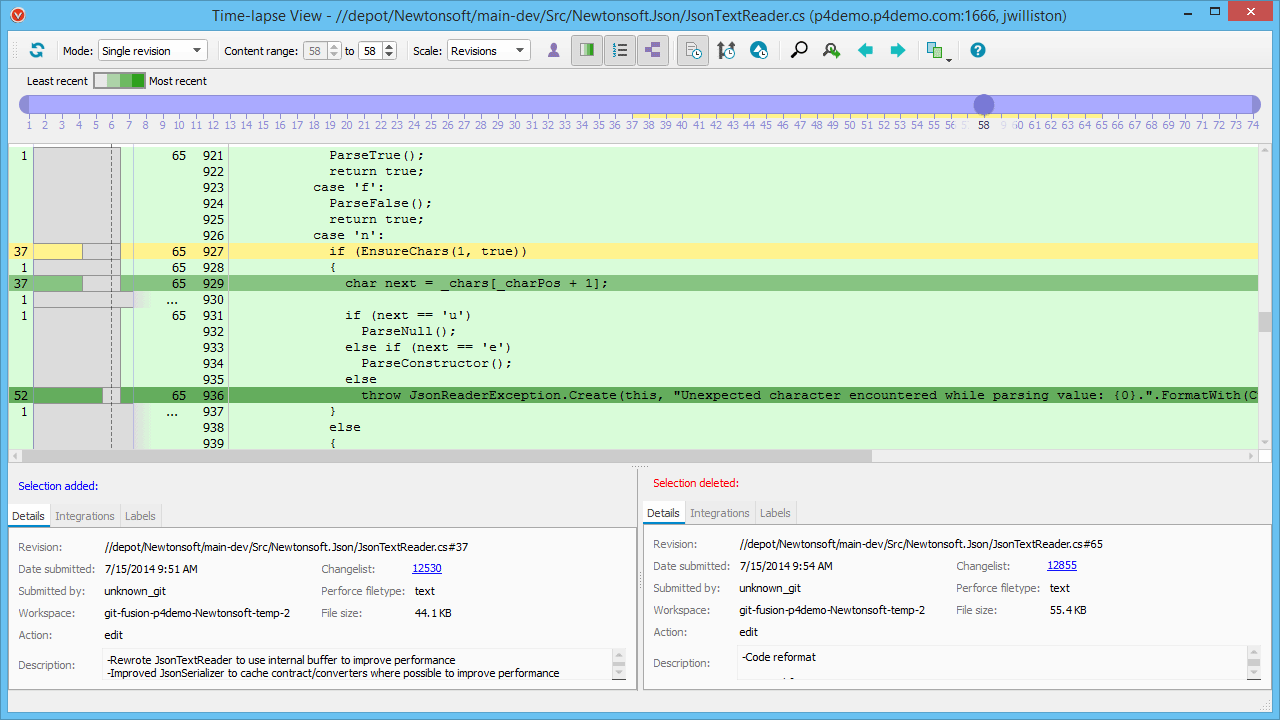 Time-lapse View - //depot/Newtonsoft/main-dev/Src/NewtonsoftJson/JsonTextReader.cs (p4demo.p4demo.com:1666, jwilliston)
Mode: Single revision Content range: 58 to 58 Scale: Revisions
Least recent Most recent
1 2 3 4 5 6 7 8 9 10 11 12 13 14 15 16 17 18 19 20 21 22 23 24 25 26 27 28 29 30 31 32 33 34 35 36 37 38 39 40 41 42 43 44 45 46 47 48 49 50 51 52 53 54 55 56 58 60 61 62 63 64 65 66 67 68 69 70 71 72 73 74
1 65 921 ParseTrue();
922 return true;
923 case 'f':
924 ParseFalse();
925 return true;
926 case 'n':
37 65 927 if (EnsureChars(1, true))
1 65 928 {
37 65 929 char next = _chars[_charPos + 1];
1 ... 930
1 65 931 if (next == 'u')
932 ParseNull();
933 else if (next == 'e')
934 ParseConstructor();
935 else
52 65 936 throw JsonReaderException.Create(this, "Unexpected character encountered while parsing value: {0}.".FormatWith(C
1 ... 937 }
938 else
939 {
Selection added:
Details Integrations Labels
Revision: //depot/Newtonsoft/main-dev/Src/Newtonsoft.Json/JsonTextReader.cs#37
Date submitted: 7/15/2014 9:51 AM Changelist: 12530
Submitted by: unknown_git Perforce filetype: text
Workspace: git-fusion-p4demo-Newtonsoft-temp-2 File size: 44.1 KB
Action: edit
Description: -Rewrote JsonTextReader to use internal buffer to improve performance
-Improved JsonSerializer to cache contract/converters where possible to improve performance
Selection deleted:
Details Integrations Labels
Revision: //depot/Newtonsoft/main-dev/Src/Newtonsoft.Json/JsonTextReader.cs#65
Date submitted: 7/15/2014 9:54 AM Changelist: 12855
Submitted by: unknown_git Perforce filetype: text
Workspace: git-fusion-p4demo-Newtonsoft-temp-2 File size: 55.4 KB
Action: edit
Description: -Code reformat